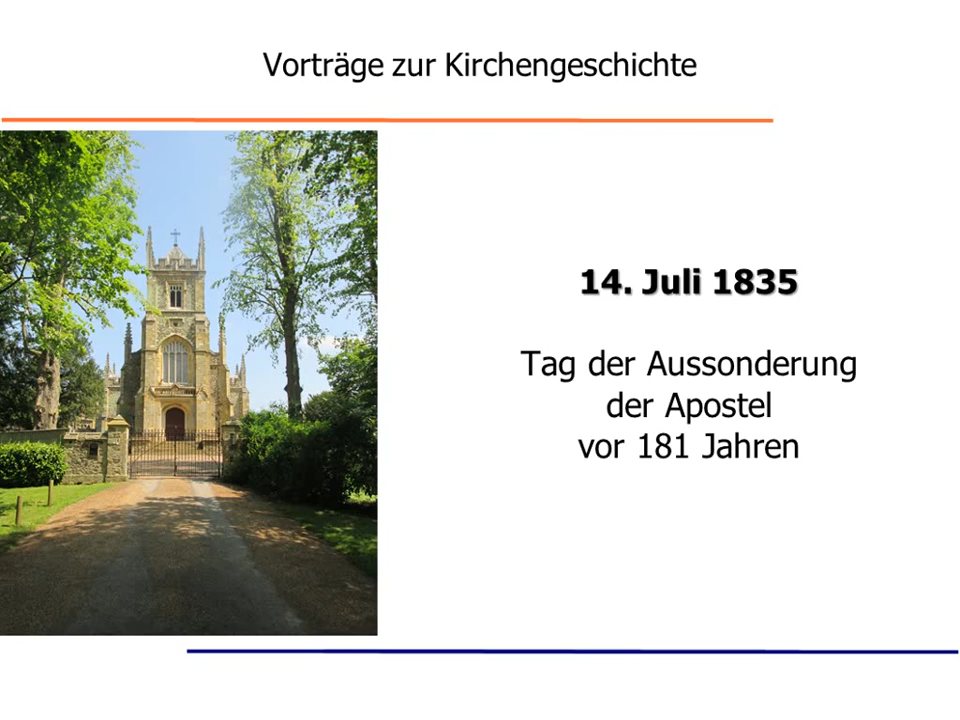 Vorträge zur Kirchengeschichte
14. Juli 1835
Tag der Aussonderung
der Apostel
vor 181 Jahren